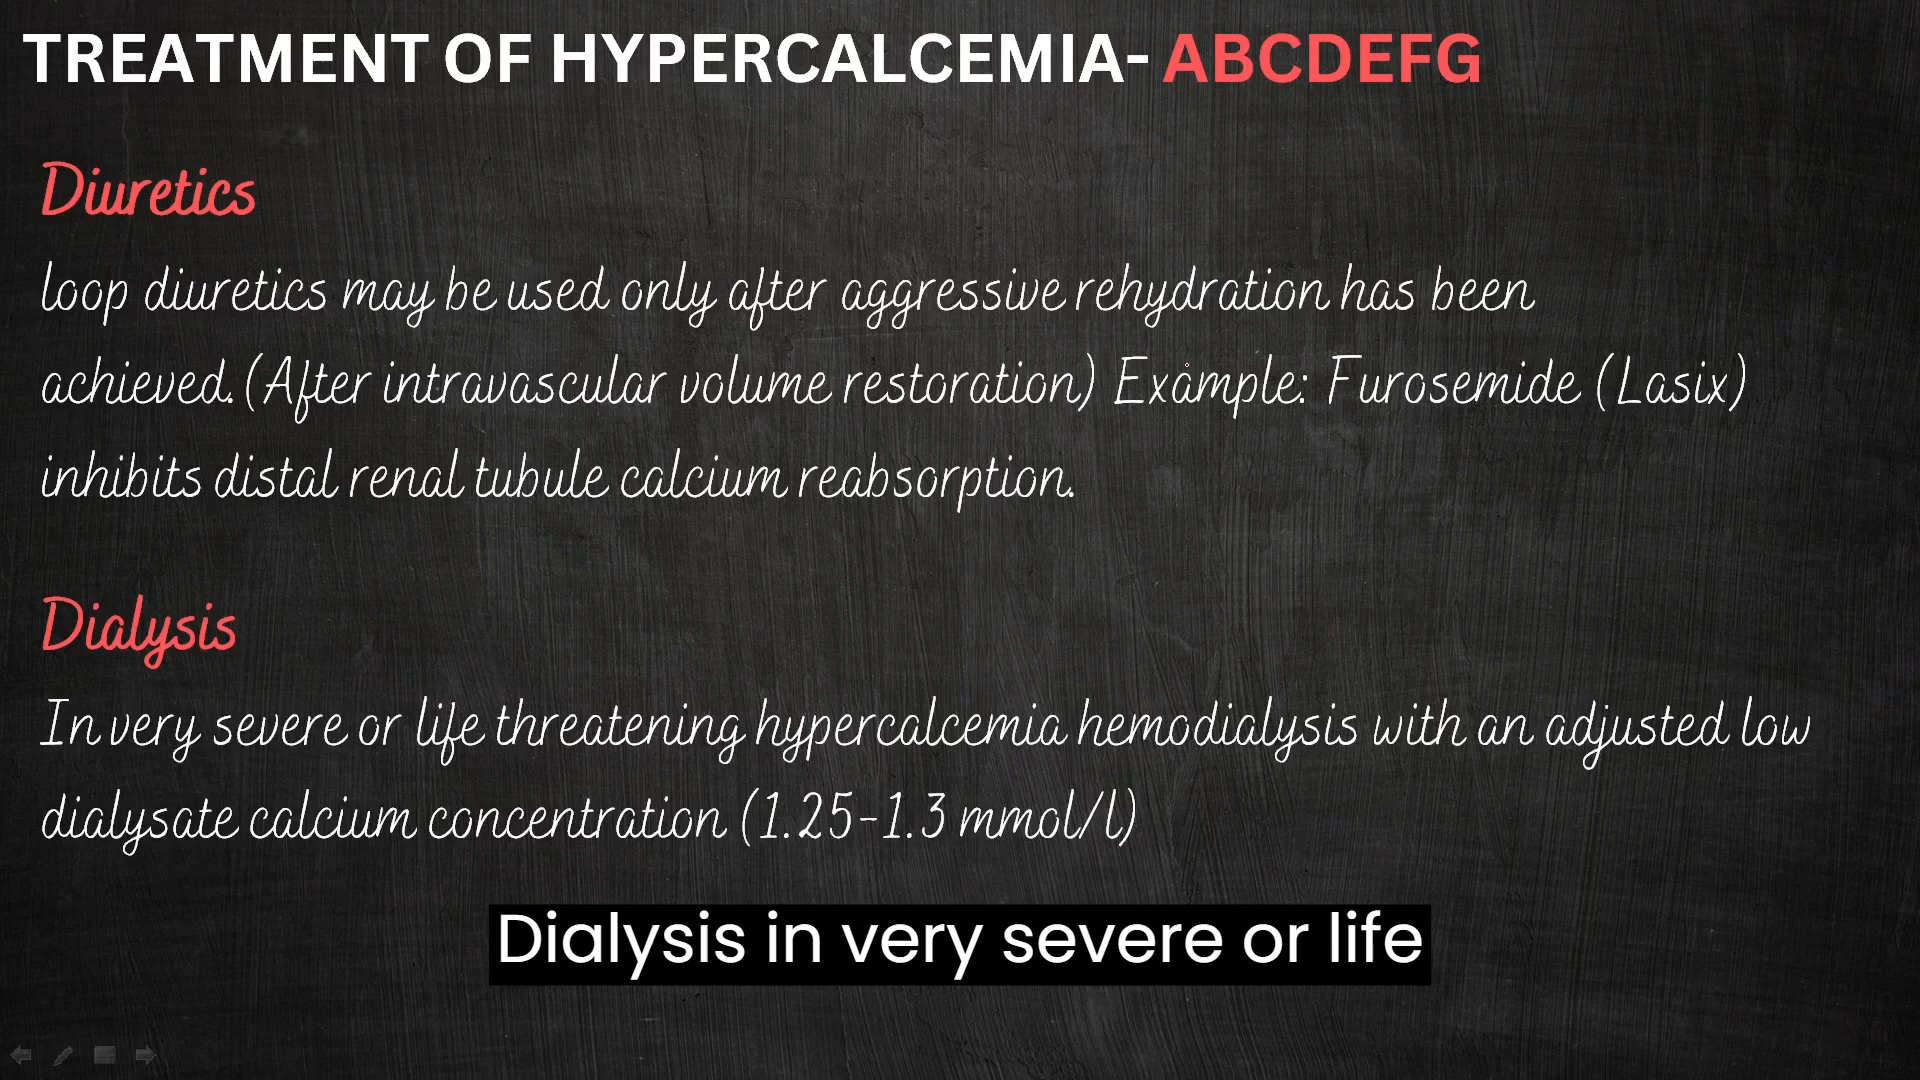 TREATMENT OF HYPERCALCEMIA- ABCDEFG
Diuretics
loop diuretics may be used only after aggressive rehydration has been
achieved.(After intravascular volume restoration) Example: Furosemide (Lasix)
inhibits distal renal tubule calcium reabsorption.
Dialysis
In very severe or life threatening hypercalcemia hemodialysis with an adjusted low
dialysate calcium concentration (1.25-1.3 mmol/l)
Dialysis in very severe or life